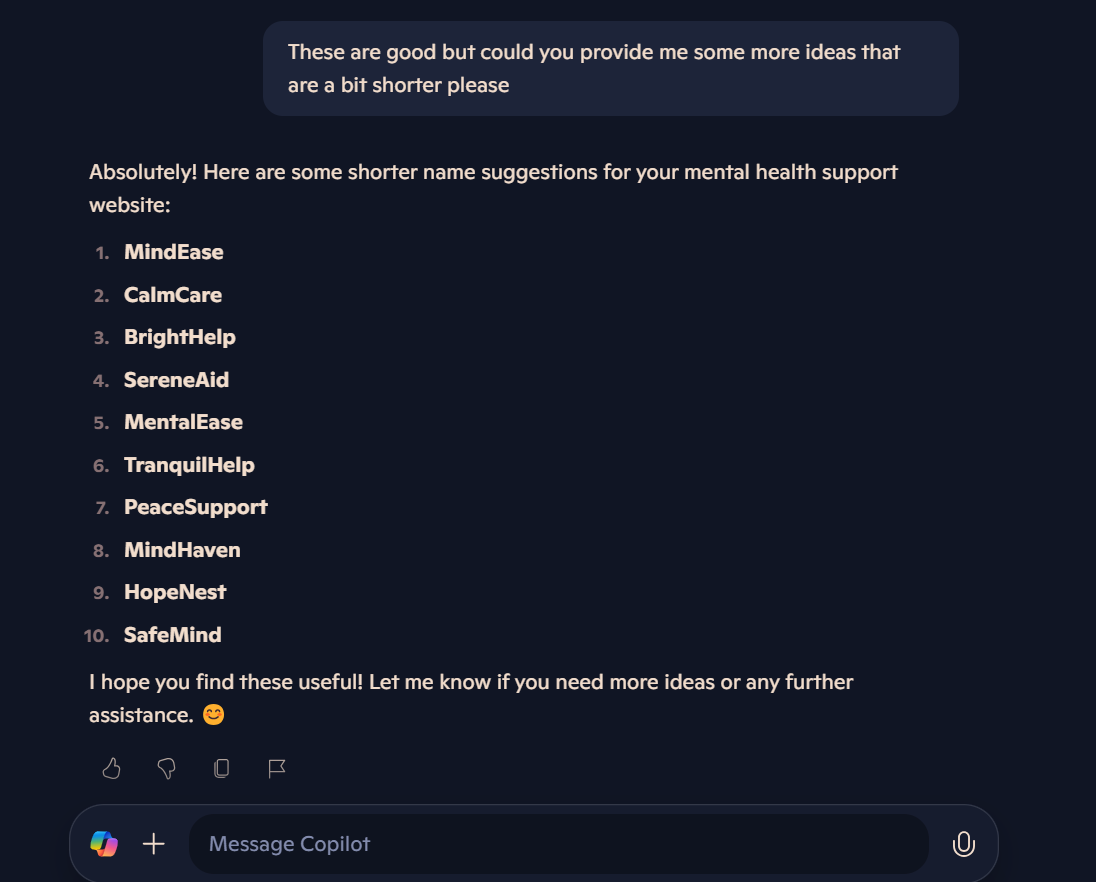 These are good but could you provide me some more ideas that
are a bit shorter please
Absolutely! Here are some shorter name suggestions for your mental health support
website:
1. MindEase
2. CalmCare
3. BrightHelp
4. SereneAid
5. MentalEase
6. TranquilHelp
7. PeaceSupport
8. MindHaven
9. HopeNest
10. SafeMind
I hope you find these useful! Let me know if you need more ideas or any further
assistance. 😊
Message Copilot